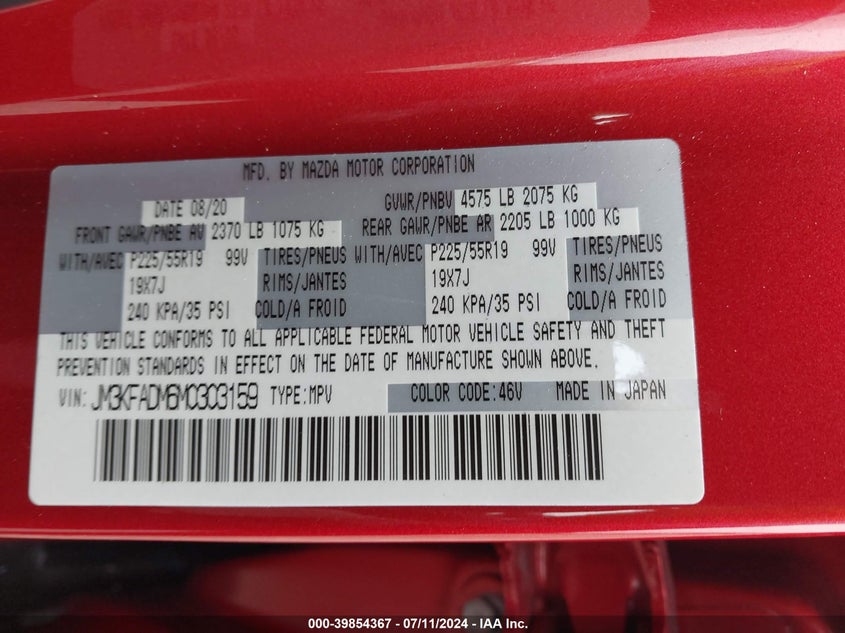 MFD. BY MAZDA MOTOR CORPORATION
DATE 08/20 GVWR/PNBV 4575 LB 2075 KG
FRONT GAWR/PNBE AV 2370 LB 1075 KG REAR GAWR/PNBE AR 2205 LB 1000 KG
WITH/AVEC P225/55R19 99V TIRES/PNEUS WITH/AVEC P225/55R19 99V TIRES/PNEUS
19X7J RIMS/JANTES 19X7J RIMS/JANTES
240 KPA/35 PSI COLD/A FROID 240 KPA/35 PSI COLD/A FROID
THIS VEHICLE CONFORMS TO ALL APPLICABLE FEDERAL MOTOR VEHICLE SAFETY AND THEFT
PREVENTION STANDARDS IN EFFECT ON THE DATE OF MANUFACTURE SHOWN ABOVE.
VIN: JM3KFADM6M0303159 TYPE:MPV COLOR CODE:46V MADE IN JAPAN
000-39854367 / 07/11/2024 - IAA Inc.